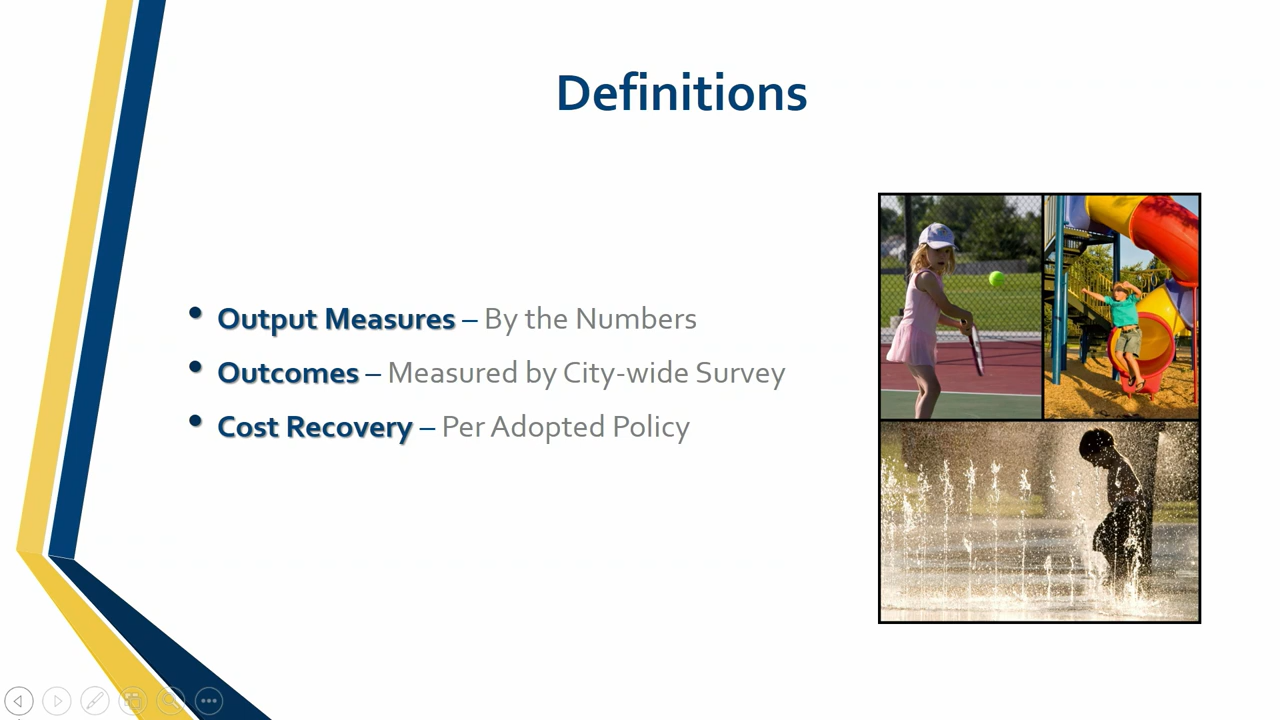 Definitions
• Output Measures – By the Numbers
• Outcomes – Measured by City-wide Survey
• Cost Recovery – Per Adopted Policy